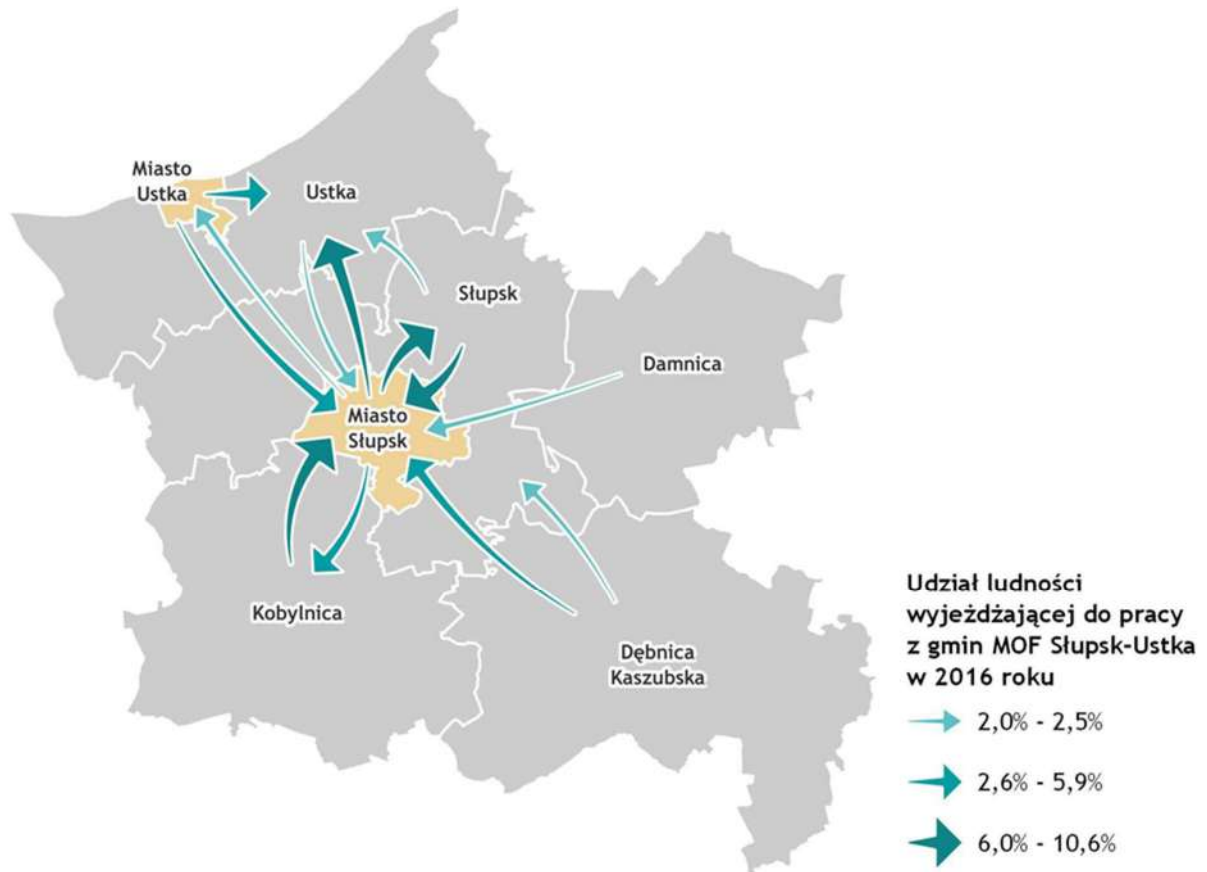 Miasto
Ustka
Ustka
Słupsk
Damnica
Miasto
Słupsk
Kobylnica
Dębnica
Kaszubska
Udział ludności
wyjeżdżającej do pracy
z gmin MOF Słupsk-Ustka
w 2016 roku
2,0% - 2,5%
2,6% - 5,9%
6,0% - 10,6%